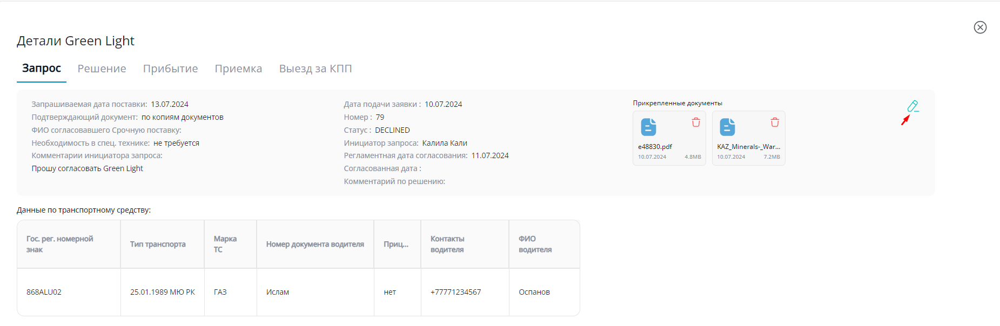 Детали Green Light
Запрос Решение Прибытие Приемка Выезд за КПП
Запрашиваемая дата поставки: 13.07.2024
Подтверждающий документ: по копиям документов
ФИО согласовавшего Срочную поставку:
Необходимость в спец. технике: не требуется
Комментарии инициатора запроса:
Прошу согласовать Green Light
Дата подачи заявки : 10.07.2024
Номер : 79
Статус : DECLINED
Инициатор запроса: Калила Кали
Регламентная дата согласования: 11.07.2024
Согласованная дата :
Комментарий по решению:
Прикрепленные документы
e48830.pdf
10.07.2024 4.8MB
KAZ_Minerals-_War...
10.07.2024 7.2MB
Данные по транспортному средству:
Гос. рег. номерной
знак
Тип транспорта
Марка
ТС
Номер документа водителя
Приц...
Контакты
водителя
ФИО
водителя
868ALU02 25.01.1989 МЮ РК ГАЗ Ислам нет +77771234567 Оспанов